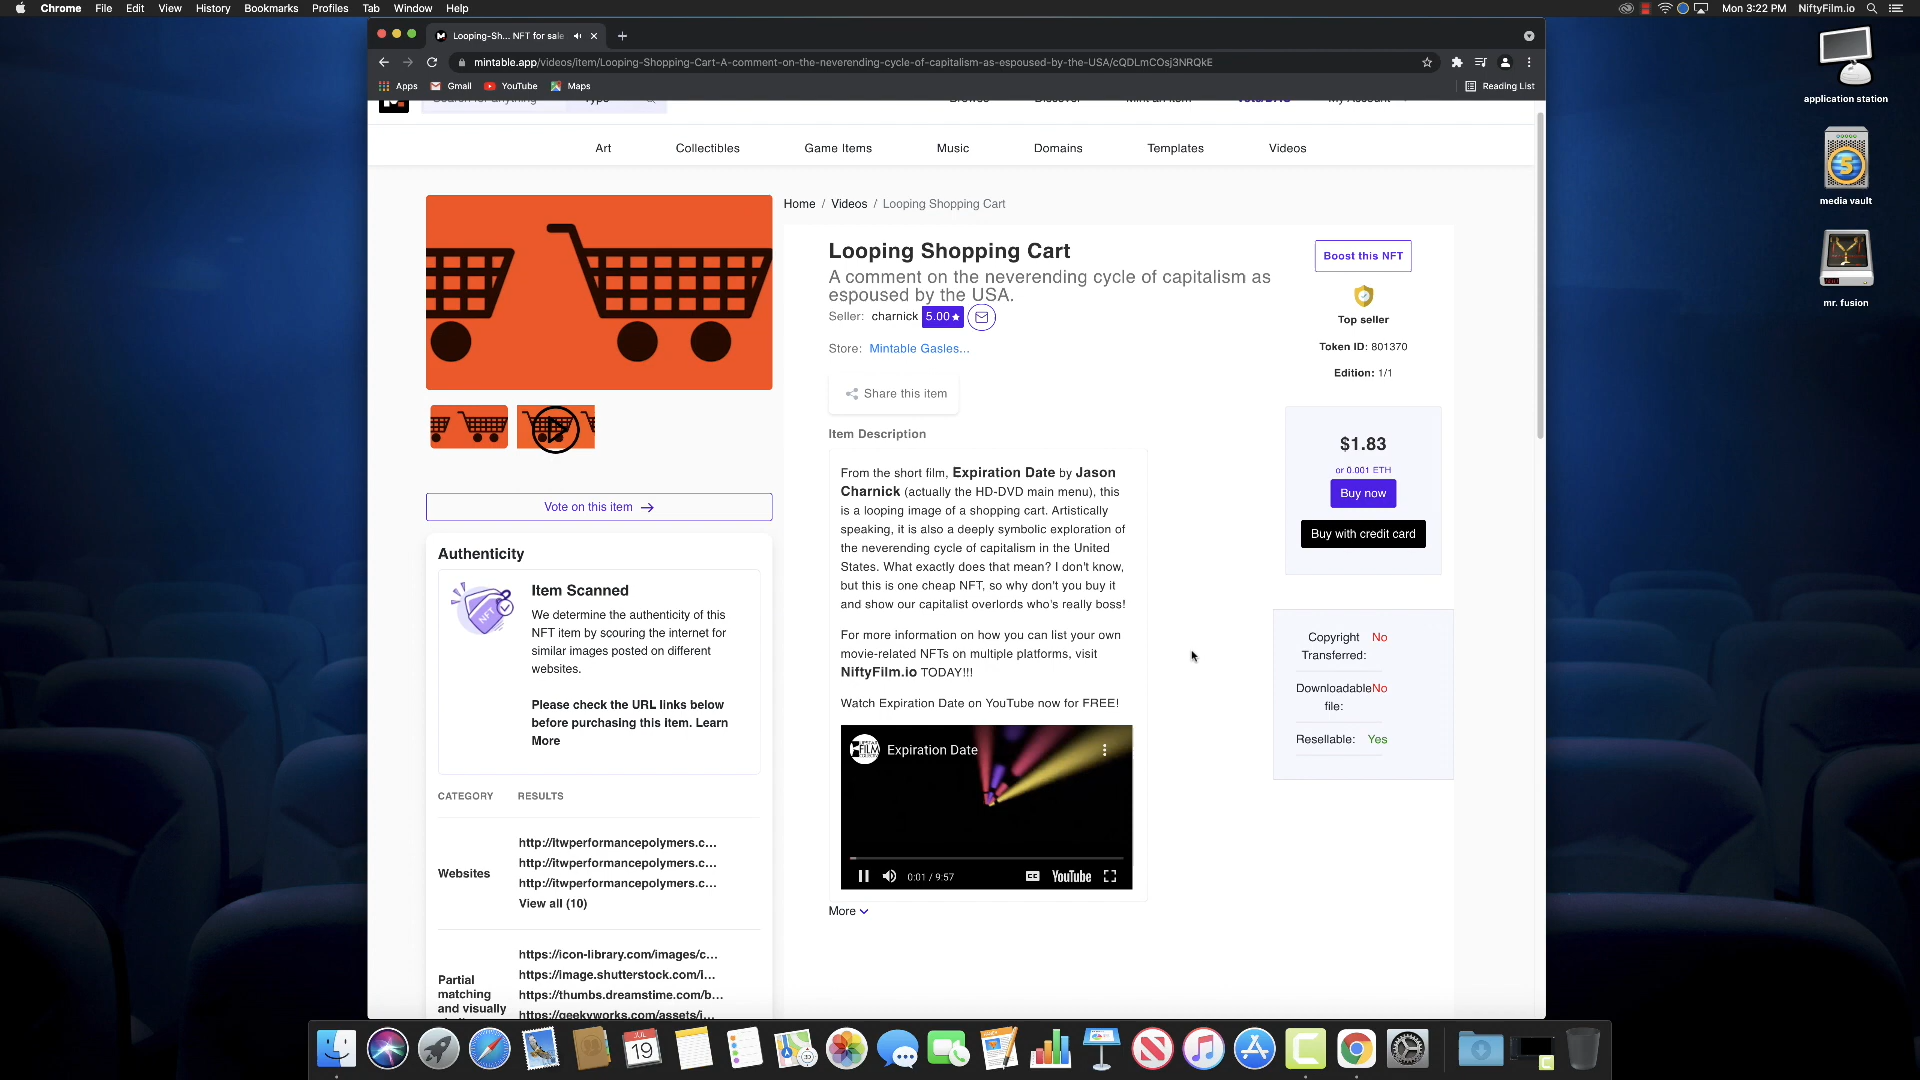 Chrome File Edit View History Bookmarks Profiles Tab Window Help
Mon 3:22 PM NiftyFilm.io
Looping-Sh... NFT for sale
mintable.app/videos/item/Looping-Shopping-Cart-A-comment-on-the-neverending-cycle-of-capitalism-as-espoused-by-the-USA/cQDLmCOsj3NRQkE
Apps Gmail YouTube Maps Reading List
Art Collectibles Game Items Music Domains Templates Videos
Home / Videos / Looping Shopping Cart
Looping Shopping Cart
A comment on the neverending cycle of capitalism as
espoused by the USA.
Seller: charnick 5.00
Store: Mintable Gasles...
Share this item
Boost this NFT
Top seller
Token ID: 801370
Edition: 1/1
$1.83
or 0.001 ETH
Buy now
Buy with credit card
Copyright Transferred: No
Downloadable file: No
Resellable: Yes
Item Description
From the short film, Expiration Date by Jason
Charnick (actually the HD-DVD main menu), this
is a looping image of a shopping cart. Artistically
speaking, it is also a deeply symbolic exploration of
the neverending cycle of capitalism in the United
States. What exactly does that mean? I don't know,
but this is one cheap NFT, so why don't you buy it
and show our capitalist overlords who's really boss!
For more information on how you can list your own
movie-related NFTs on multiple platforms, visit
NiftyFilm.io TODAY!!!
Watch Expiration Date on YouTube now for FREE!
Expiration Date
0:01 / 9:57
YouTube
More
Vote on this item
Authenticity
Item Scanned
We determine the authenticity of this
NFT item by scouring the internet for
similar images posted on different
websites.
Please check the URL links below
before purchasing this item. Learn
More
CATEGORY RESULTS
Websites
http://itwperformancepolymers.c...
http://itwperformancepolymers.c...
http://itwperformancepolymers.c...
View all (10)
Partial
matching
and visually
https://icon-library.com/images/c...
https://image.shutterstock.com/i...
https://thumbs.dreamstime.com/b...
https://geekyworks.com/assets/i...
application station
media vault
mr. fusion
JUL
19